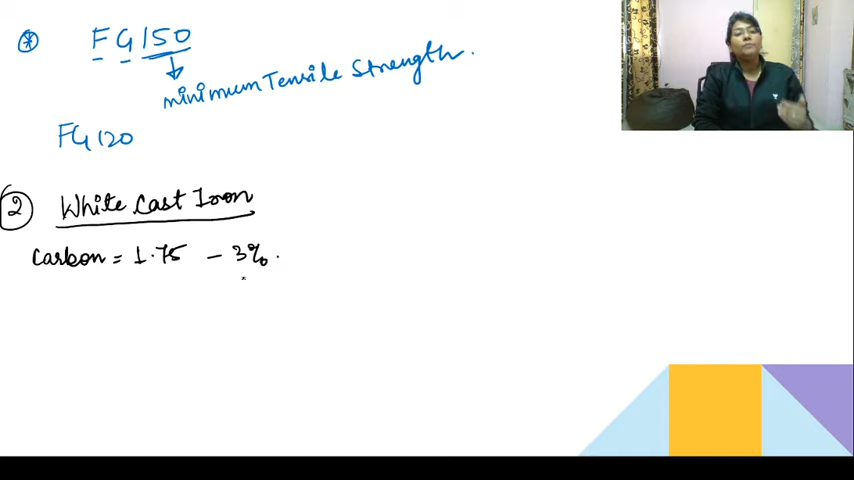 * FG150
minimum Tensile Strength.
FG120
2 White Cast Iron
Carbon = 1.75 - 3%.